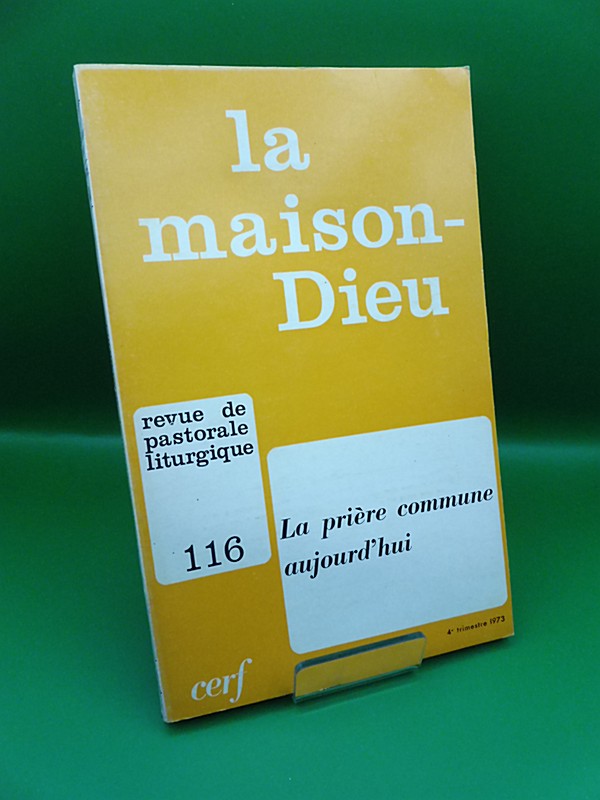 la
maison-
Dieu
revue de
pastorale
liturgique
116
La prière commune
aujourd'hui
4e trimestre 1973
cerf